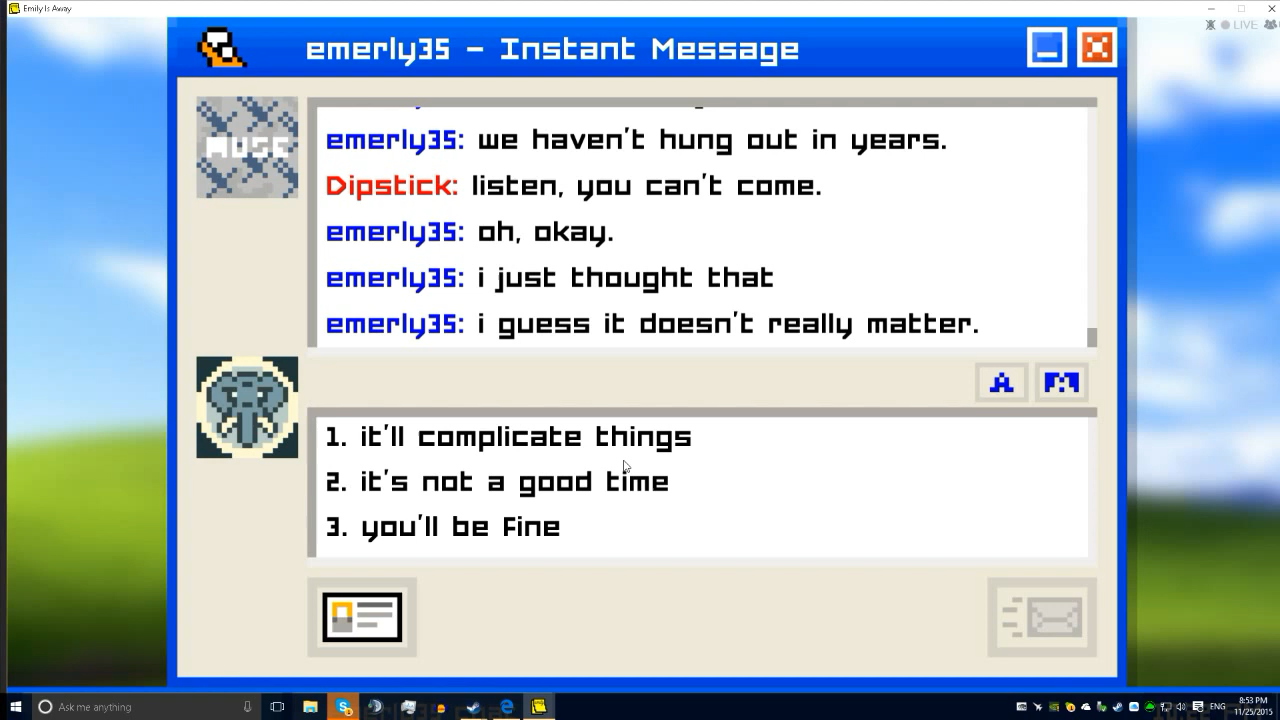 Emily Is Away
LIVE
emerly35 - Instant Message
MUSE
emerly35: we haven't hung out in years.
Dipstick: listen, you can't come.
emerly35: oh, okay.
emerly35: i just thought that
emerly35: i guess it doesn't really matter.
A
1. it'll complicate things
2. it's not a good time
3. you'll be fine
Ask me anything
ENG
8:53 PM
11/25/2015